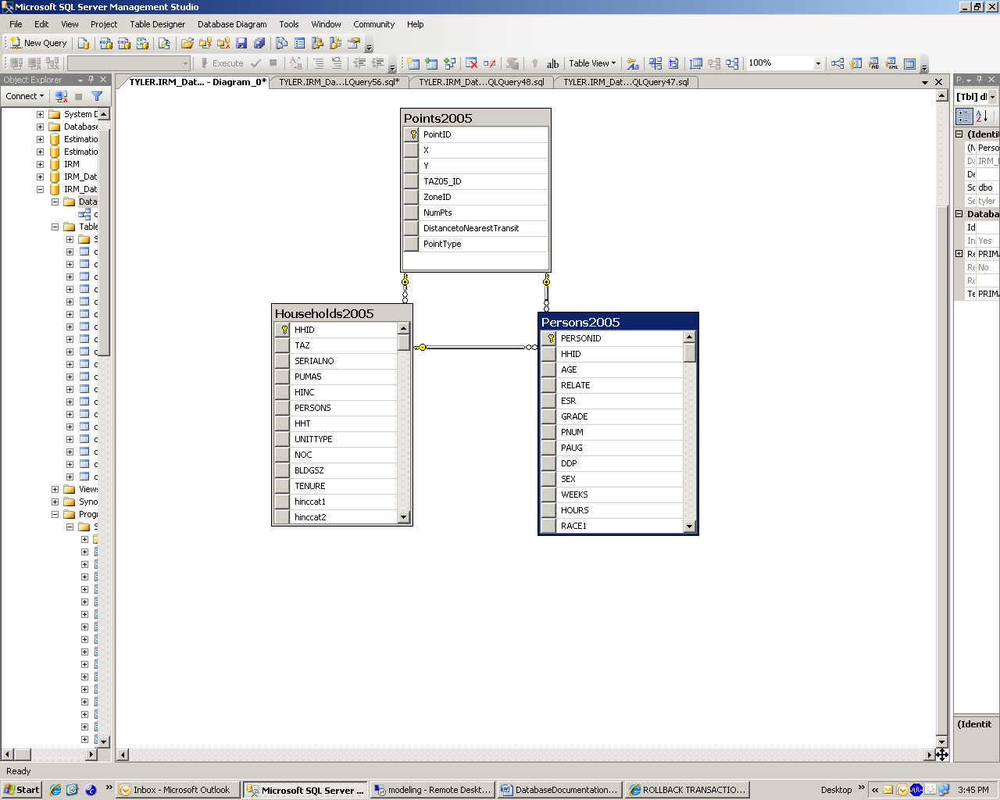 Microsoft SQL Server Management Studio
File Edit View Project Table Designer Database Diagram Tools Window Community Help
New Query
Execute Table View 100%
Object Explorer
TYLER.IRM_Dat... - Diagram_0* TYLER.IRM_Da...LQuery56.sql* TYLER.IRM_Dat...QLQuery48.sql TYLER.IRM_Dat...QLQuery47.sql
Connect
System D
Database
Estimatio
Estimatio
IRM
IRM_Dat
IRM_Dat
Data
Table
Views
Syno
Progr
Points2005
PointID
X
Y
TAZ05_ID
ZoneID
NumPts
DistancetoNearestTransit
PointType
Households2005
HHID
TAZ
SERIALNO
PUMA5
HINC
PERSONS
HHT
UNITTYPE
NOC
BLDGSZ
TENURE
hinccat1
hinccat2
Persons2005
PERSONID
HHID
AGE
RELATE
ESR
GRADE
PNUM
PAUG
DDP
SEX
WEEKS
HOURS
RACE1
P.
[Tbl] dl
(Identi
(N Perso
Da IRM_
De
Sc dbo
Se tyler
Databa
Id
In Yes
Re PRIM
Re No
Ro
Te PRIM
(Identit
Ready
Start Inbox - Microsoft Outlook Microsoft SQL Server ... modeling - Remote Deskt... DatabaseDocumentation... ROLLBACK TRANSACTIO... Desktop 3:45 PM